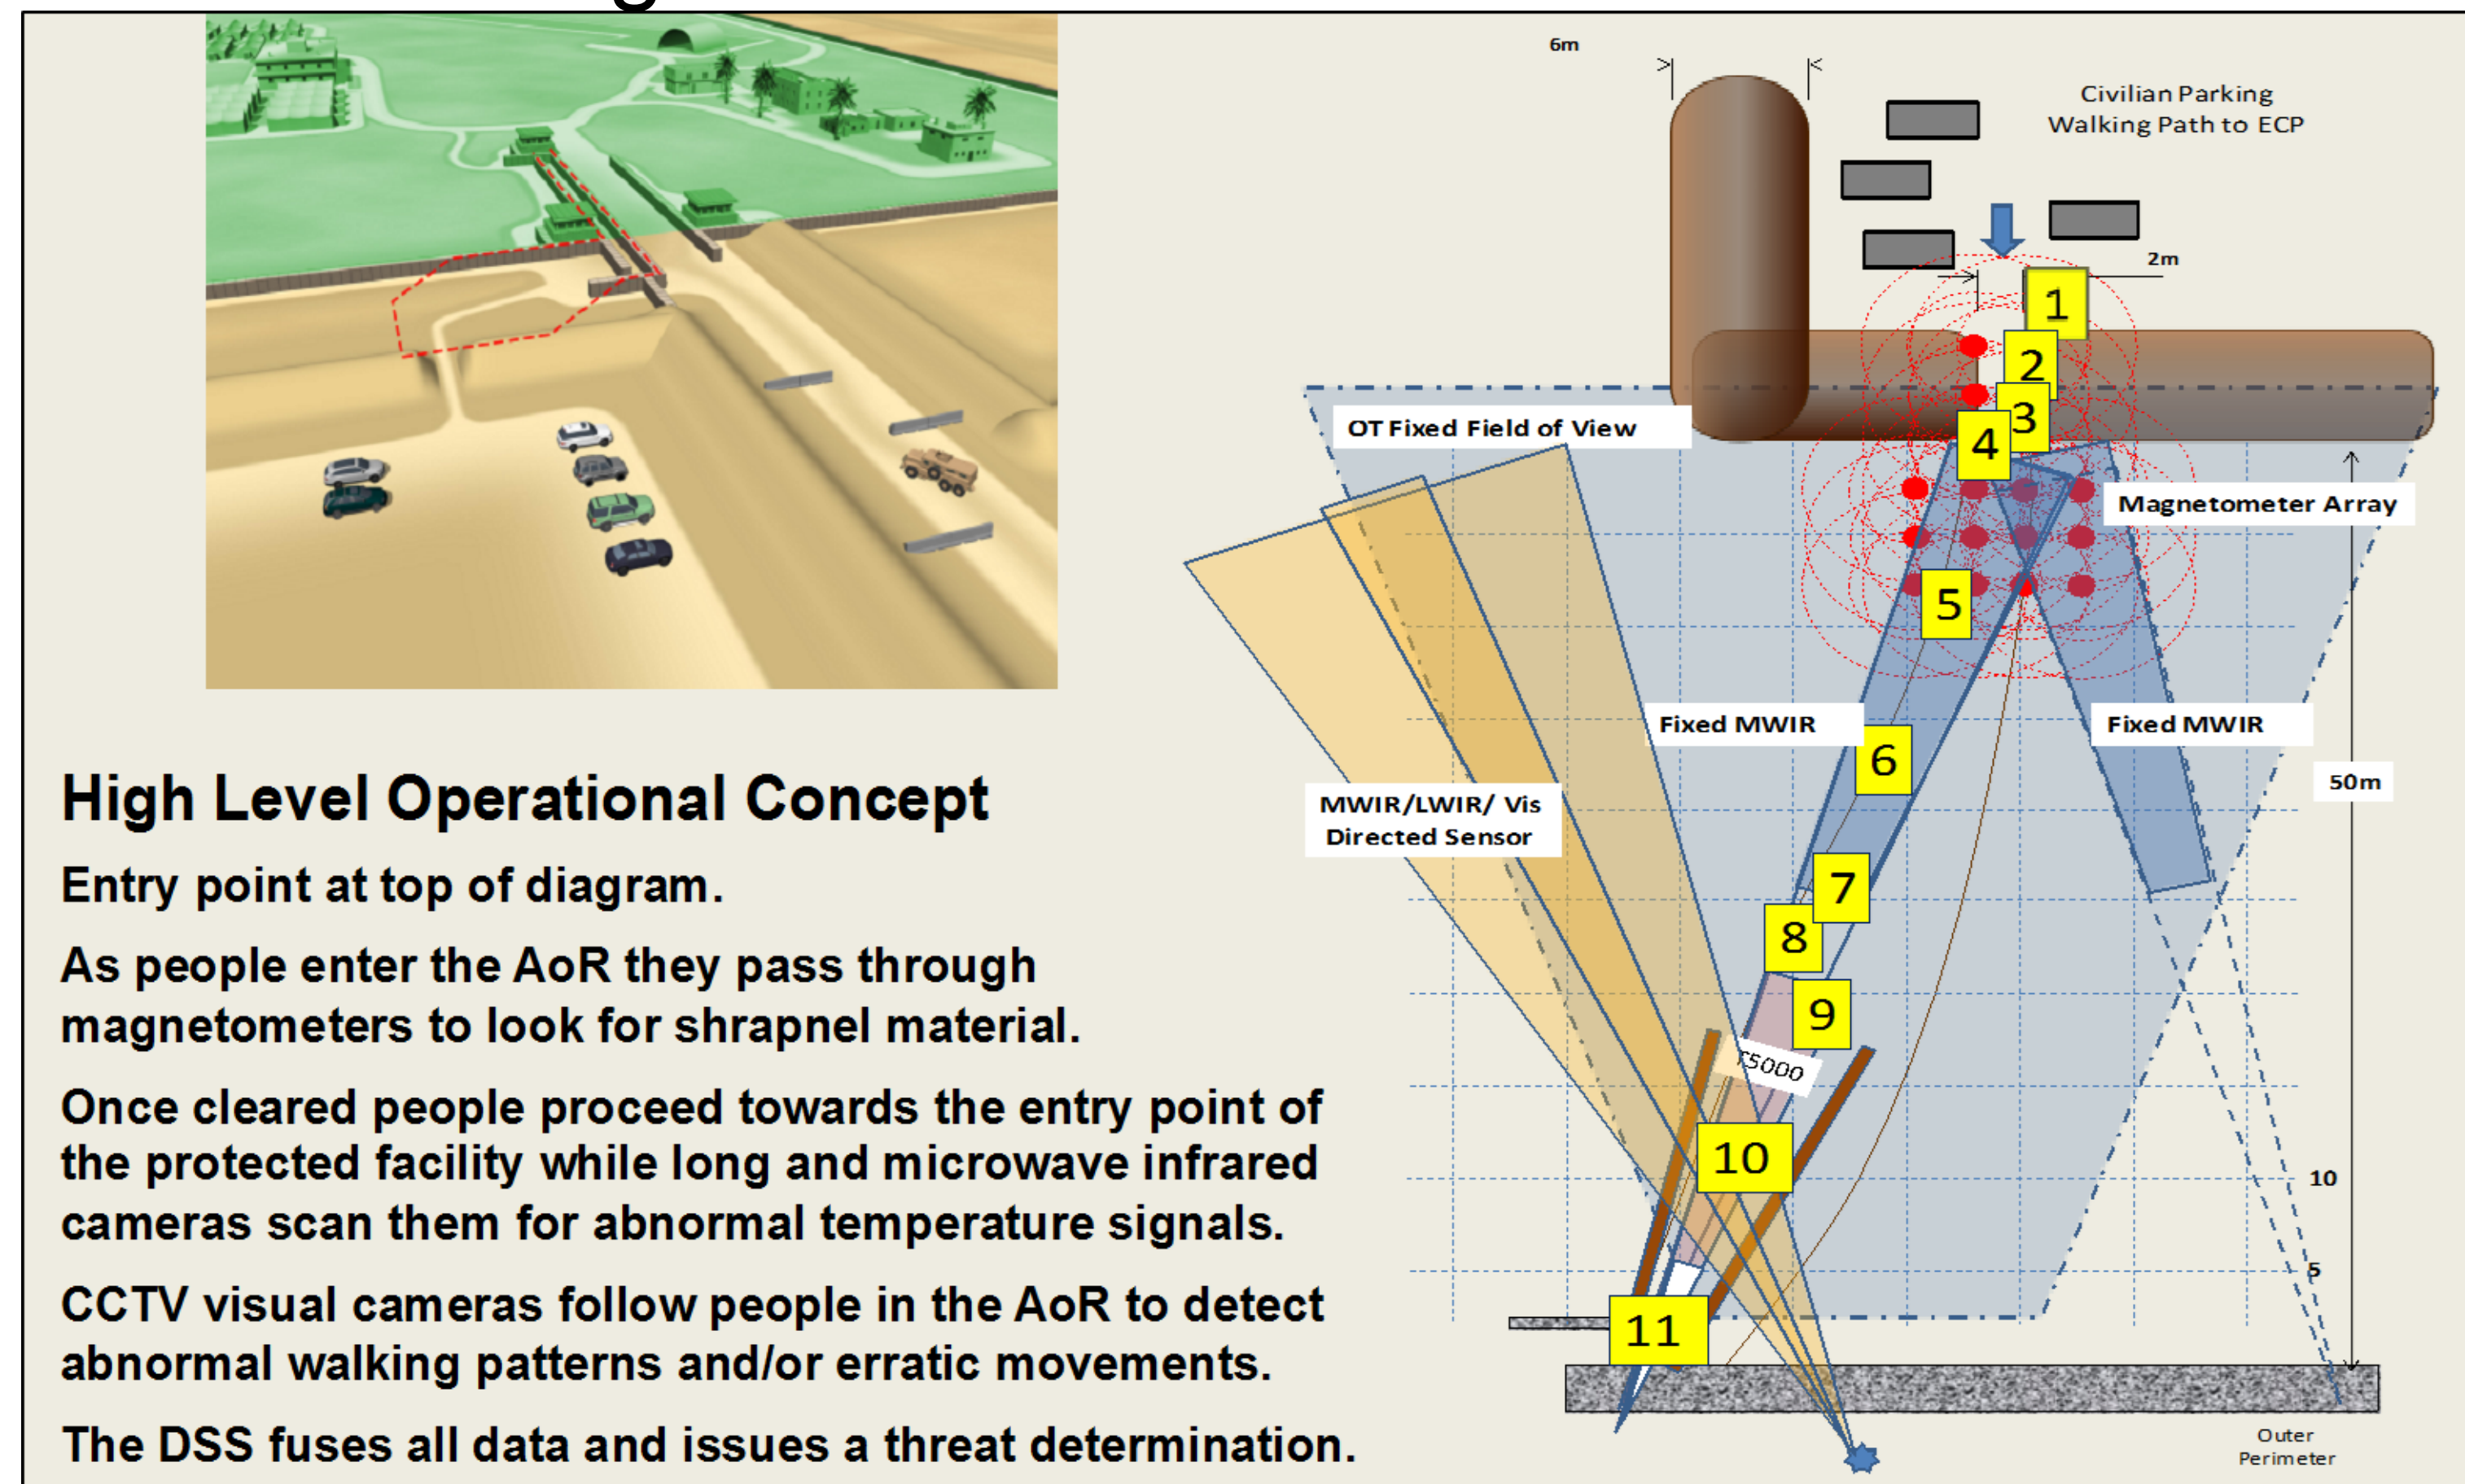 High Level Operational Concept
Entry point at top of diagram.
As people enter the AoR they pass through
magnetometers to look for shrapnel material.
Once cleared people proceed towards the entry point of
the protected facility while long and microwave infrared
cameras scan them for abnormal temperature signals.
CCTV visual cameras follow people in the AoR to detect
abnormal walking patterns and/or erratic movements.
The DSS fuses all data and issues a threat determination.
6m
Civilian Parking
Walking Path to ECP
2m
1
2
3
4
OT Fixed Field of View
Magnetometer Array
5
Fixed MWIR
Fixed MWIR
6
50m
MWIR/LWIR/ Vis
Directed Sensor
7
8
9
10
10
5
11
Outer
Perimeter